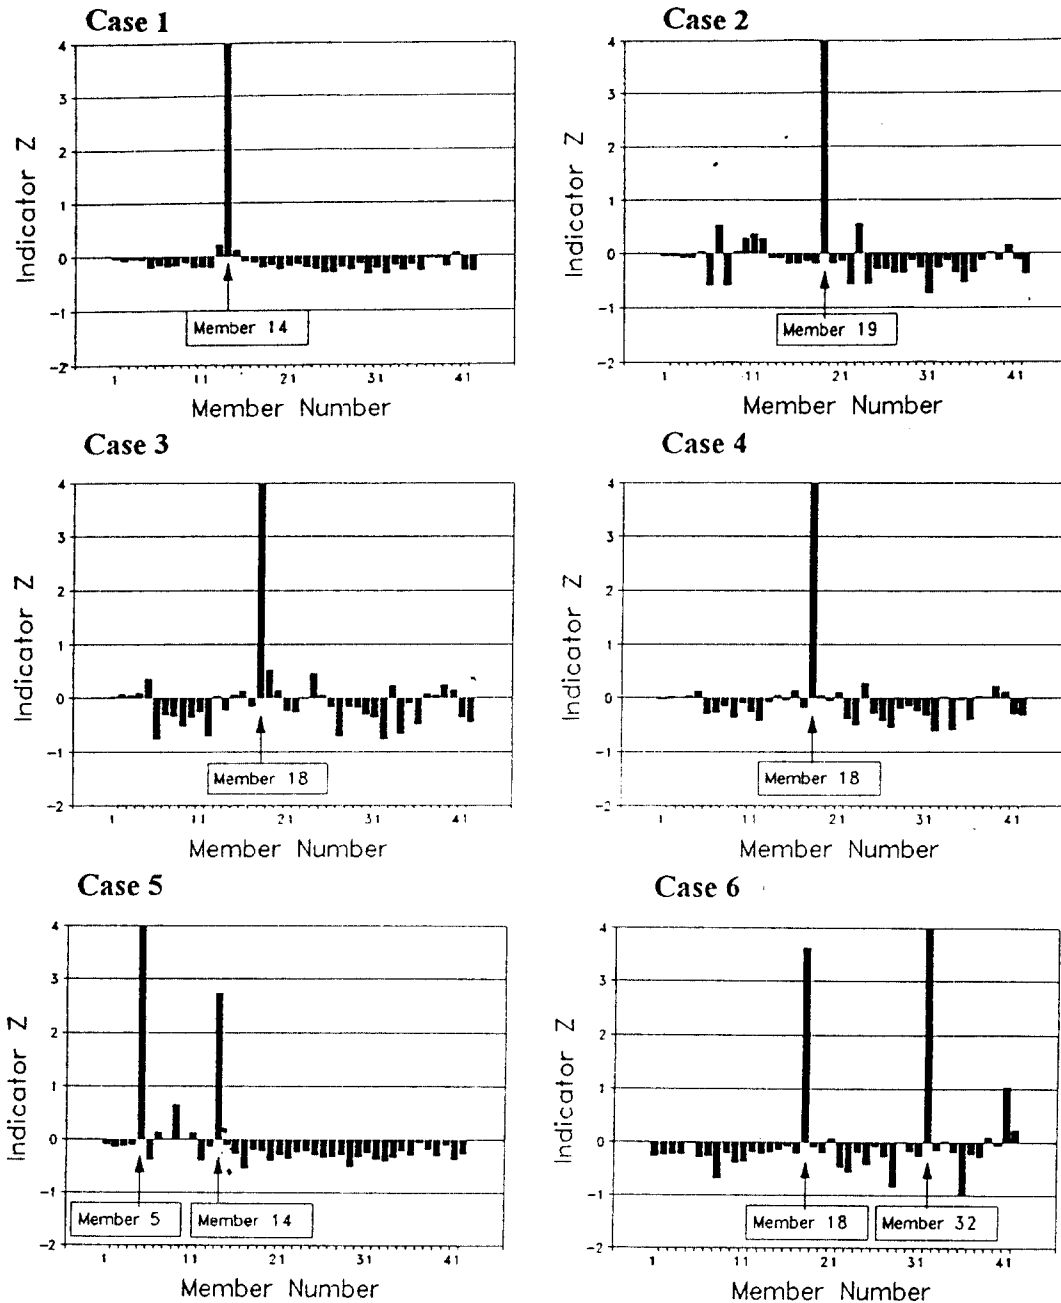 Case 1
4
3
2
1
0
-1
-2
Indicator Z
Member 14
1 11 21 31 41
Member Number
Case 2
4
3
2
1
0
-1
-2
Indicator Z
Member 19
1 11 21 31 41
Member Number
Case 3
4
3
2
1
0
-1
-2
Indicator Z
Member 18
1 11 21 31 41
Member Number
Case 4
4
3
2
1
0
-1
-2
Indicator Z
Member 18
1 11 21 31 41
Member Number
Case 5
4
3
2
1
0
-1
-2
Indicator Z
Member 5
Member 14
1 11 21 31 41
Member Number
Case 6
4
3
2
1
0
-1
-2
Indicator Z
Member 18
Member 32
1 11 21 31 41
Member Number